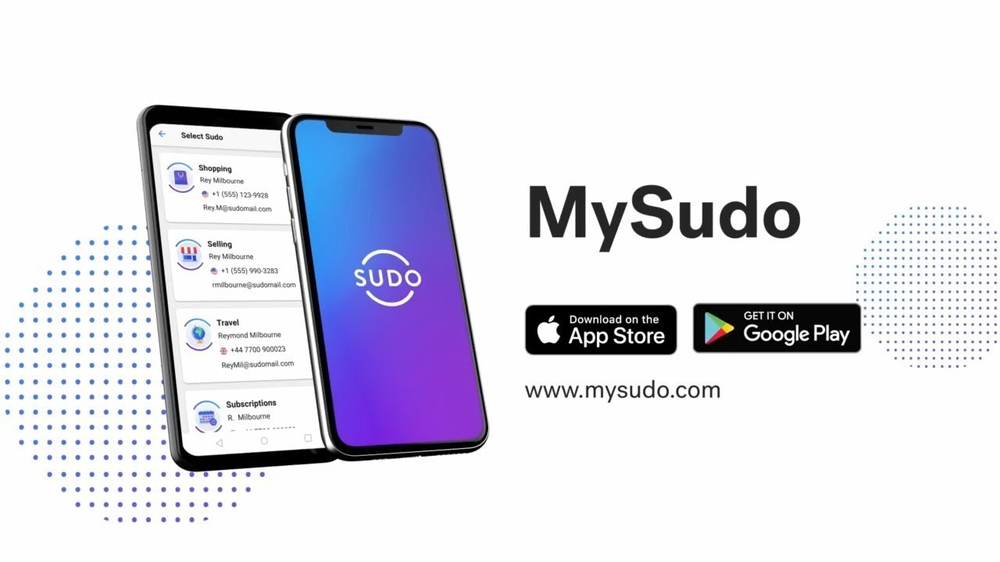 Select Sudo
Shopping
Rey Milbourne
+1 (555) 123-9928
Rey.M@sudomail.com
Selling
Rey Milbourne
+1 (555) 990-3283
rmilbourne@sudomail.com
Travel
Reymond Milbourne
+44 7700 900023
ReyMil@sudomail.com
Subscriptions
R. Milbourne
SUDO
MySudo
Download on the
App Store
GET IT ON
Google Play
www.mysudo.com